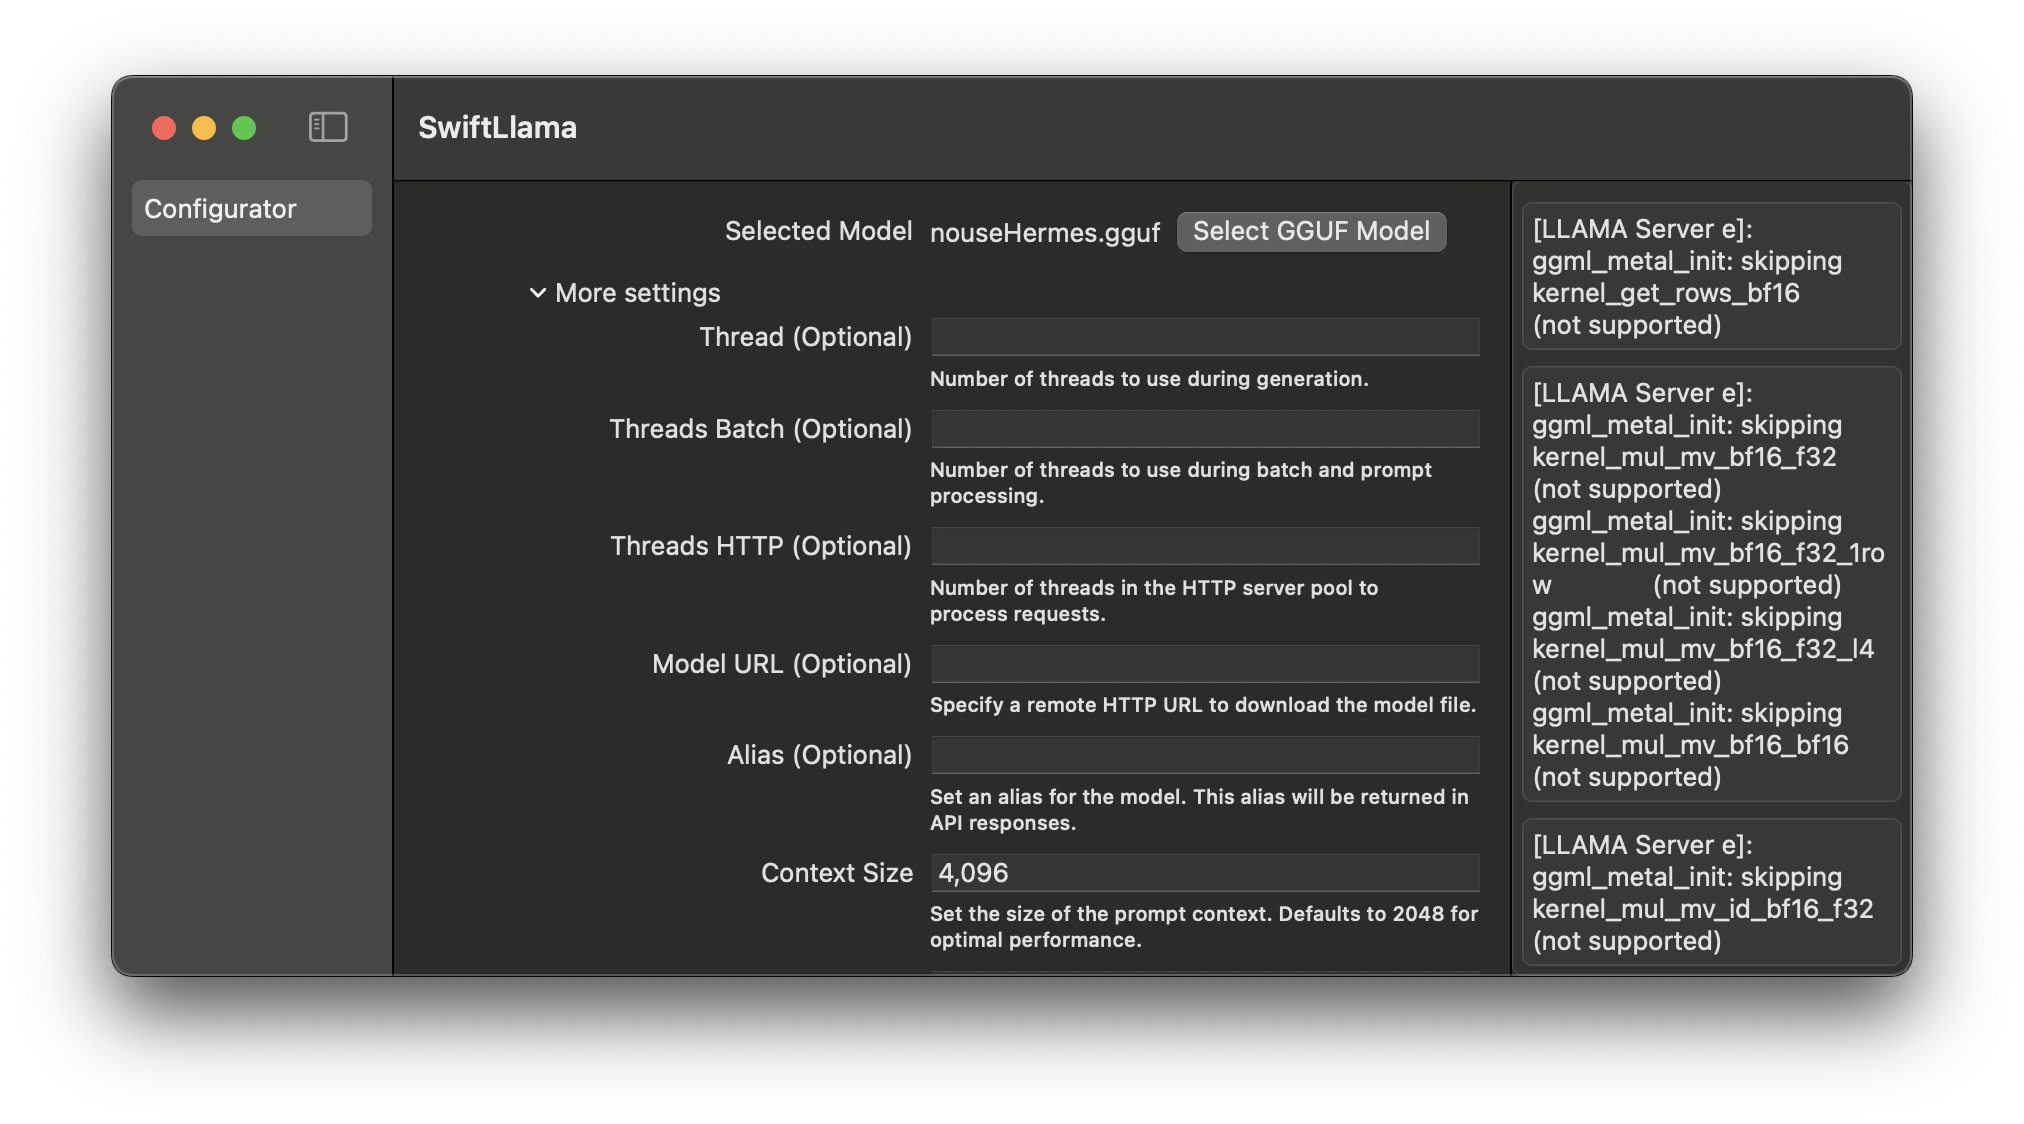 SwiftLlama
Configurator
Selected Model nouseHermes.gguf Select GGUF Model
More settings
Thread (Optional)
Number of threads to use during generation.
Threads Batch (Optional)
Number of threads to use during batch and prompt
processing.
Threads HTTP (Optional)
Number of threads in the HTTP server pool to
process requests.
Model URL (Optional)
Specify a remote HTTP URL to download the model file.
Alias (Optional)
Set an alias for the model. This alias will be returned in
API responses.
Context Size 4,096
Set the size of the prompt context. Defaults to 2048 for
optimal performance.
[LLAMA Server e]:
ggml_metal_init: skipping
kernel_get_rows_bf16
(not supported)
[LLAMA Server e]:
ggml_metal_init: skipping
kernel_mul_mv_bf16_f32
(not supported)
ggml_metal_init: skipping
kernel_mul_mv_bf16_f32_1ro
w (not supported)
ggml_metal_init: skipping
kernel_mul_mv_bf16_f32_l4
(not supported)
ggml_metal_init: skipping
kernel_mul_mv_bf16_bf16
(not supported)
[LLAMA Server e]:
ggml_metal_init: skipping
kernel_mul_mv_id_bf16_f32
(not supported)